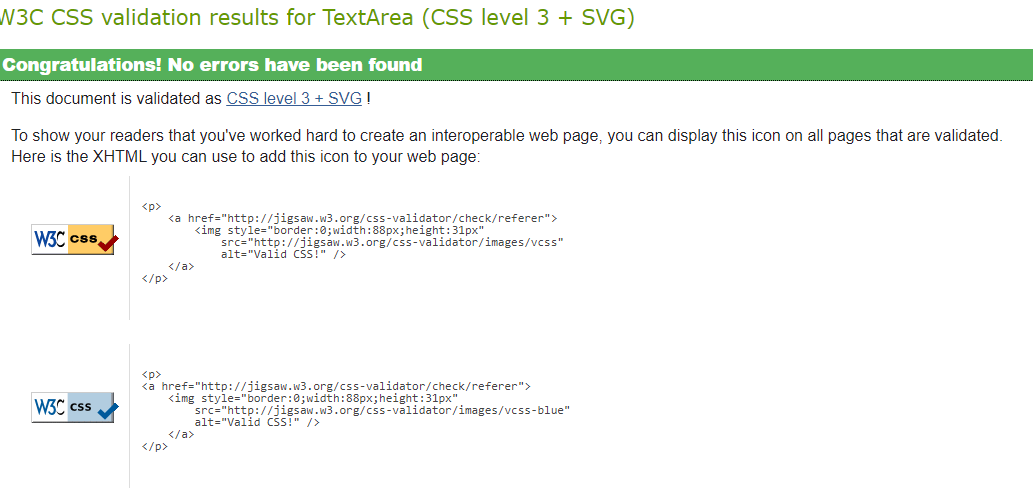 W3C CSS validation results for TextArea (CSS level 3 + SVG)
Congratulations! No errors have been found
This document is validated as CSS level 3 + SVG !
To show your readers that you've worked hard to create an interoperable web page, you can display this icon on all pages that are validated.
Here is the XHTML you can use to add this icon to your web page:
W3C css
<p>
<a href="http://jigsaw.w3.org/css-validator/check/referer">
<img style="border:0;width:88px;height:31px"
src="http://jigsaw.w3.org/css-validator/images/vcss"
alt="Valid CSS!" />
</a>
</p>
W3C css
<p>
<a href="http://jigsaw.w3.org/css-validator/check/referer">
<img style="border:0;width:88px;height:31px"
src="http://jigsaw.w3.org/css-validator/images/vcss-blue"
alt="Valid CSS!" />
</a>
</p>